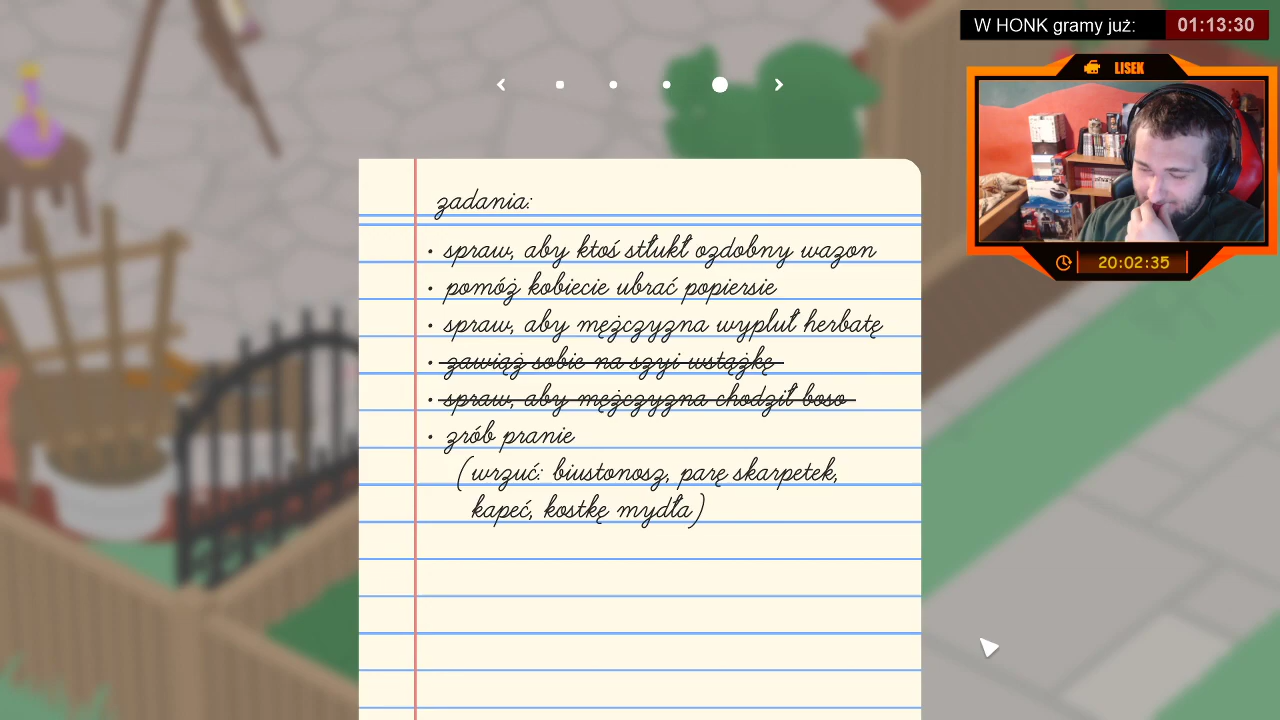 W HONK gramy już: 01:13:30
LISEK
20:02:35
zadania:
• spraw, aby ktoś stłukł ozdobny wazon
• pomóż kobiecie ubrać popiersie
• spraw, aby mężczyzna wypluł herbatę
• zawiąż sobie na szyi wstążkę
• spraw, aby mężczyzna chodził boso
• zrób pranie
(wrzuć: biustonosz, parę skarpetek,
kapeć, kostkę mydła)